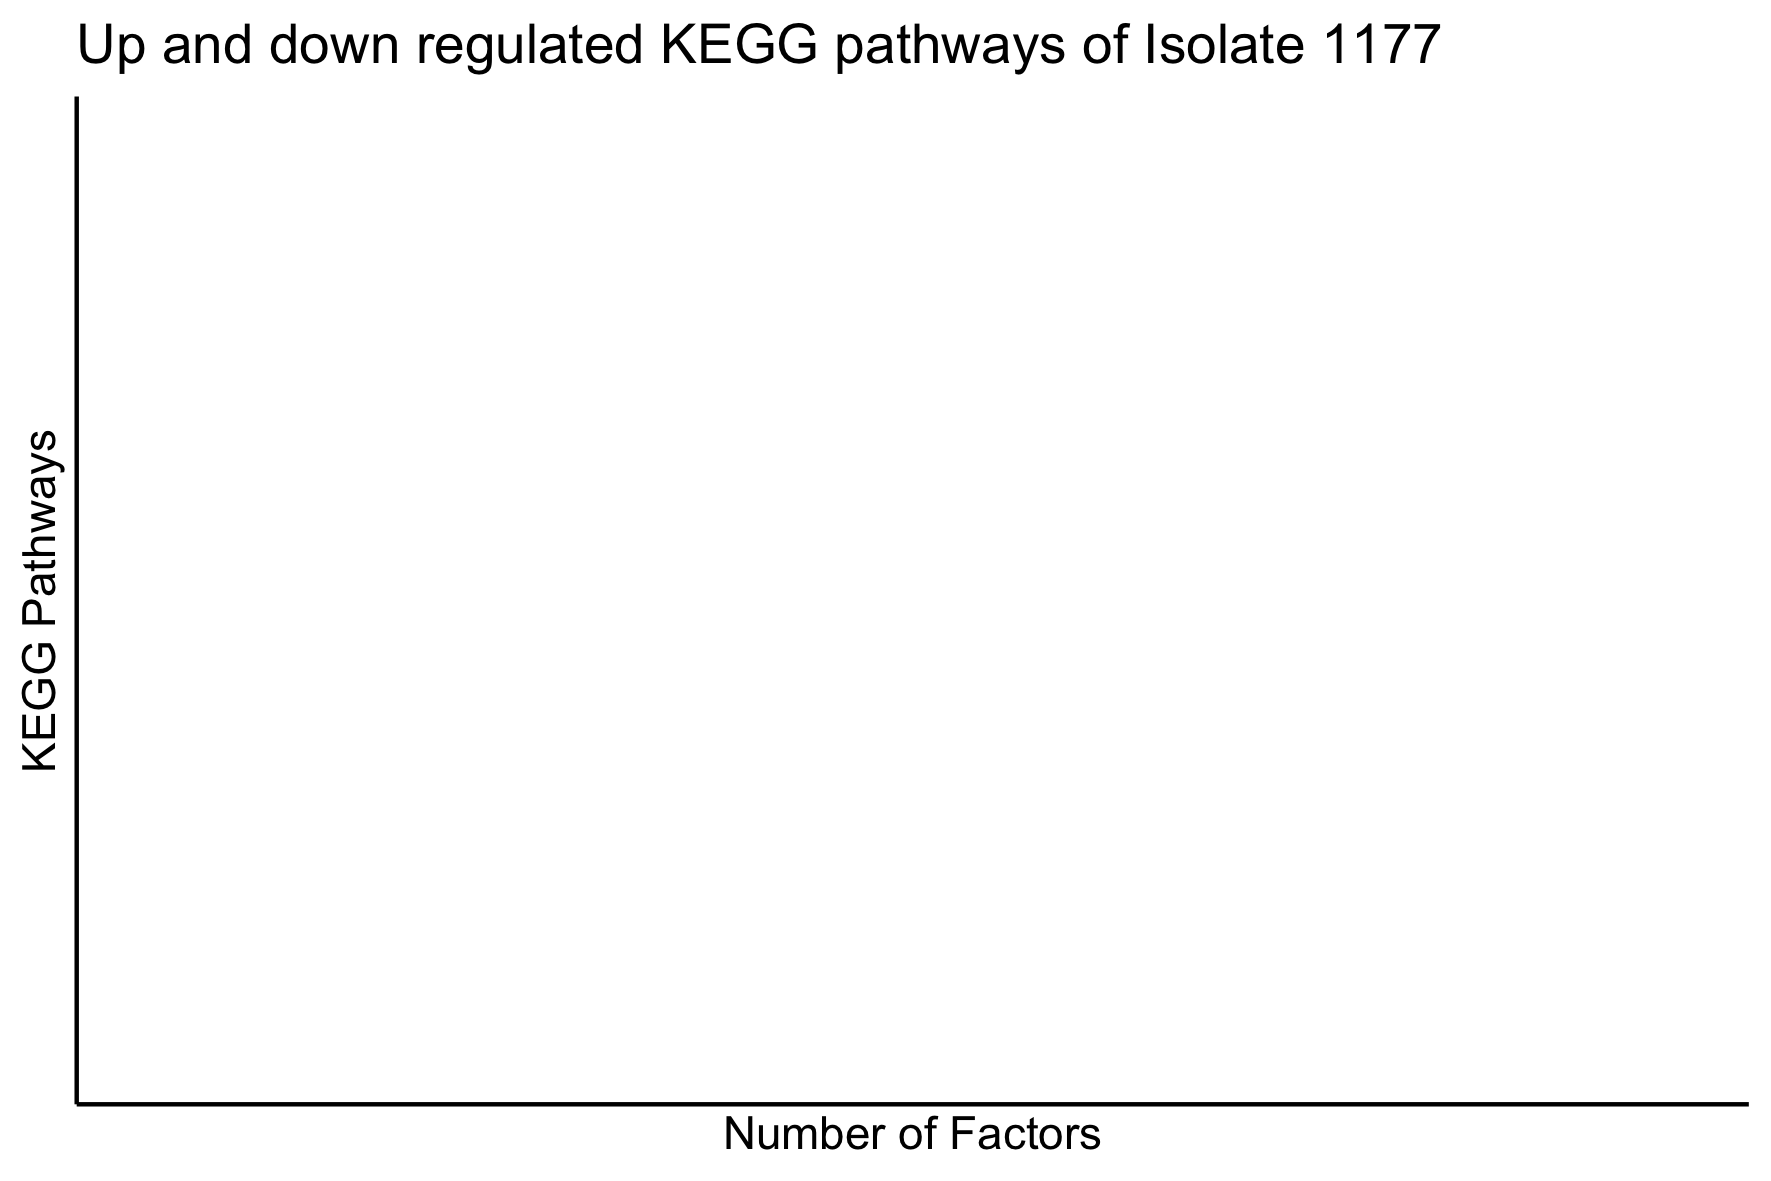 Up and down regulated KEGG pathways of Isolate 1177
KEGG Pathways
Number of Factors